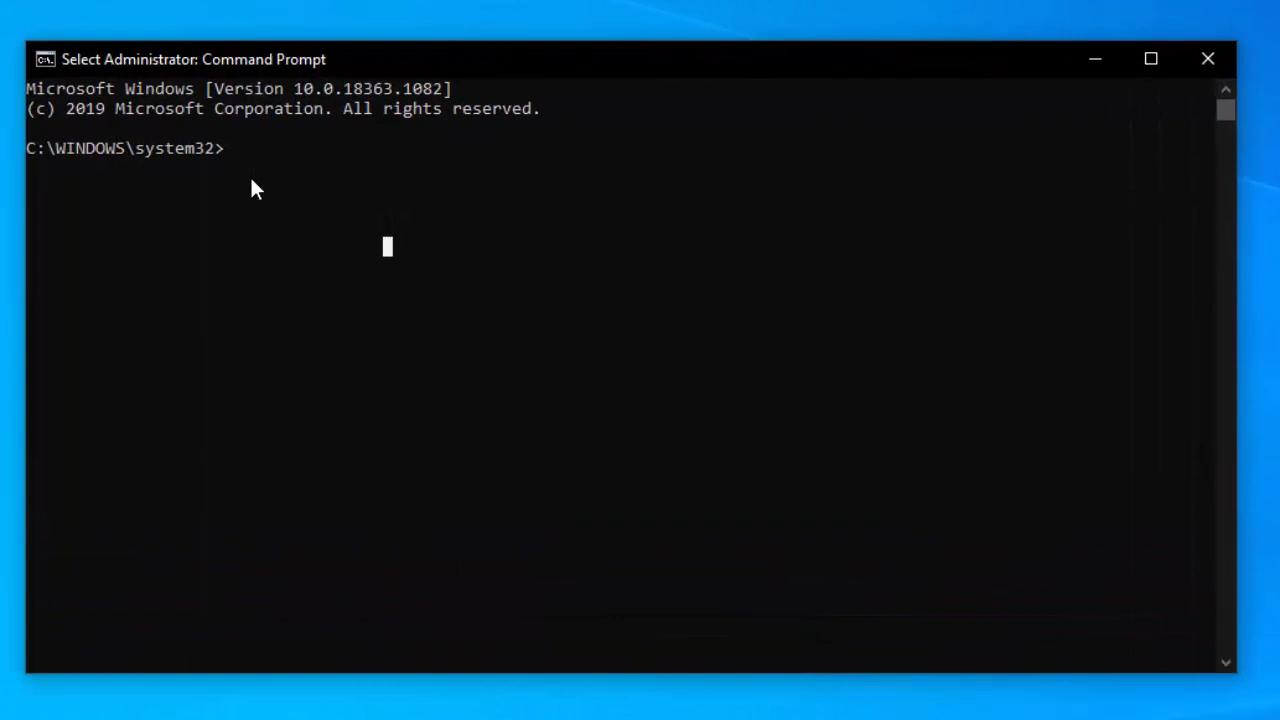 Select Administrator: Command Prompt
Microsoft Windows [Version 10.0.18363.1082]
(c) 2019 Microsoft Corporation. All rights reserved.
C:\WINDOWS\system32>